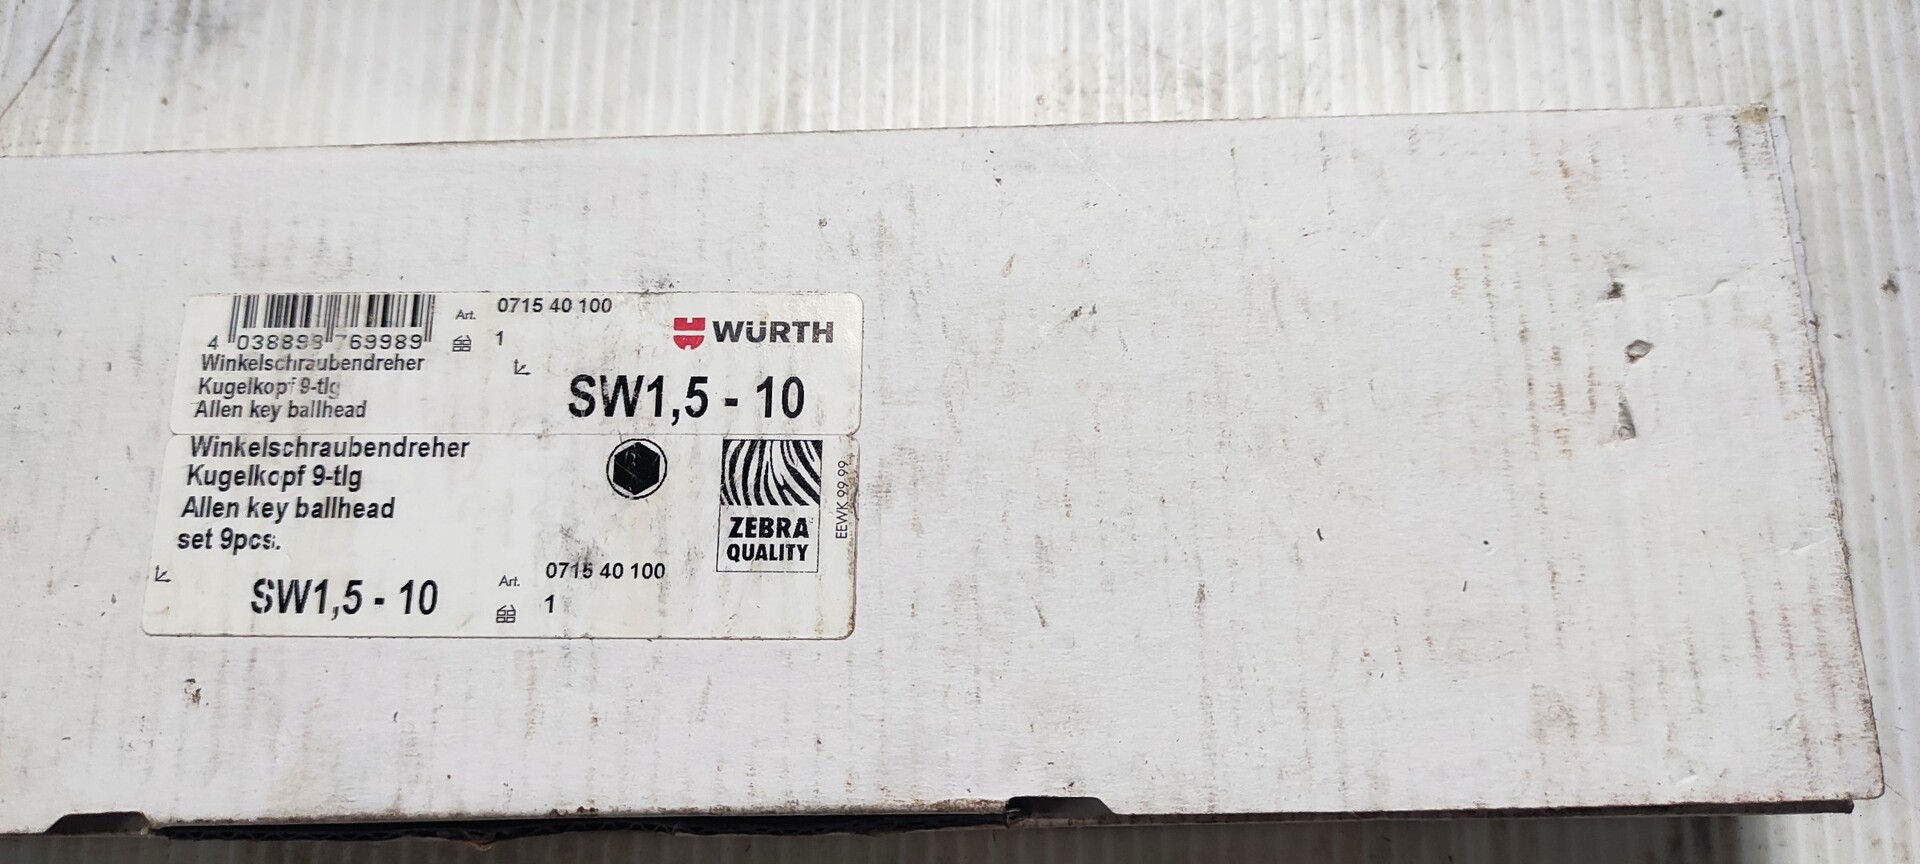 Art. 0715 40 100
WÜRTH
4 038898 769989
1
Winkelschraubendreher
Kugelkopf 9-tlg
Allen key ballhead
SW1,5 - 10
Winkelschraubendreher
Kugelkopf 9-tlg
Allen key ballhead
set 9pcs.
SW1,5 - 10
Art. 0715 40 100
1
ZEBRA
QUALITY
EEWK 99.99